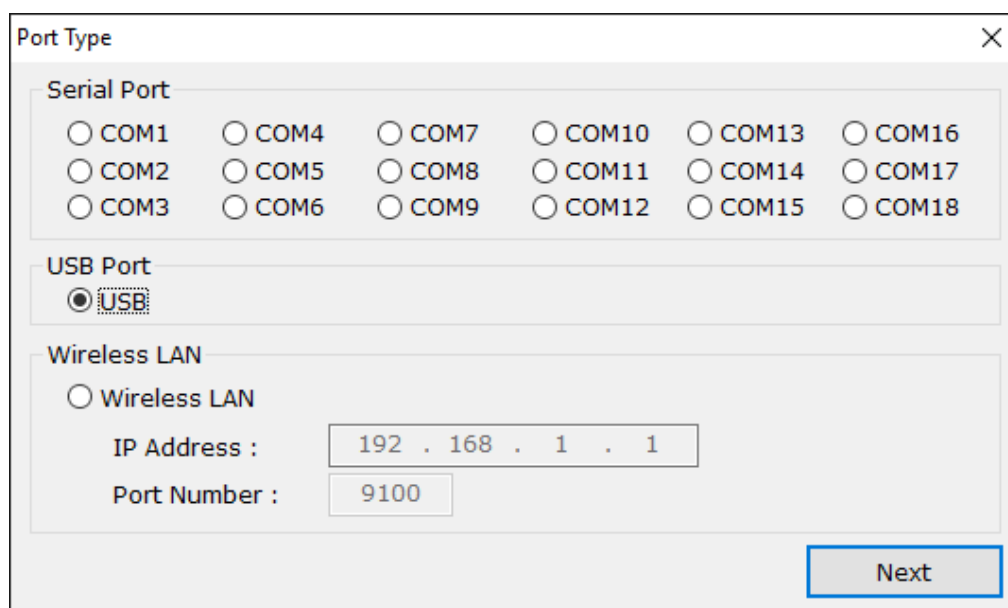 Port Type
Serial Port
COM1 COM4 COM7 COM10 COM13 COM16
COM2 COM5 COM8 COM11 COM14 COM17
COM3 COM6 COM9 COM12 COM15 COM18
USB Port
USB
Wireless LAN
Wireless LAN
IP Address : 192 . 168 . 1 . 1
Port Number : 9100
Next